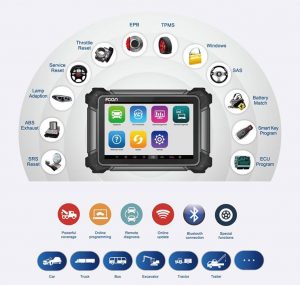 EPB
TPMS
Throttle
Reset
Windows
Service
Reset
SAS
Lamp
Adaption
Battery
Match
ABS
Exhaust
Smart Key
Program
SRS
Reset
ECU
Program
Powerful
coverage
Online
programming
Remote
diagnosis
Online
update
Bluetooth
connection
Special
functions
Car
Truck
Bus
Excavator
Tractor
Trailer